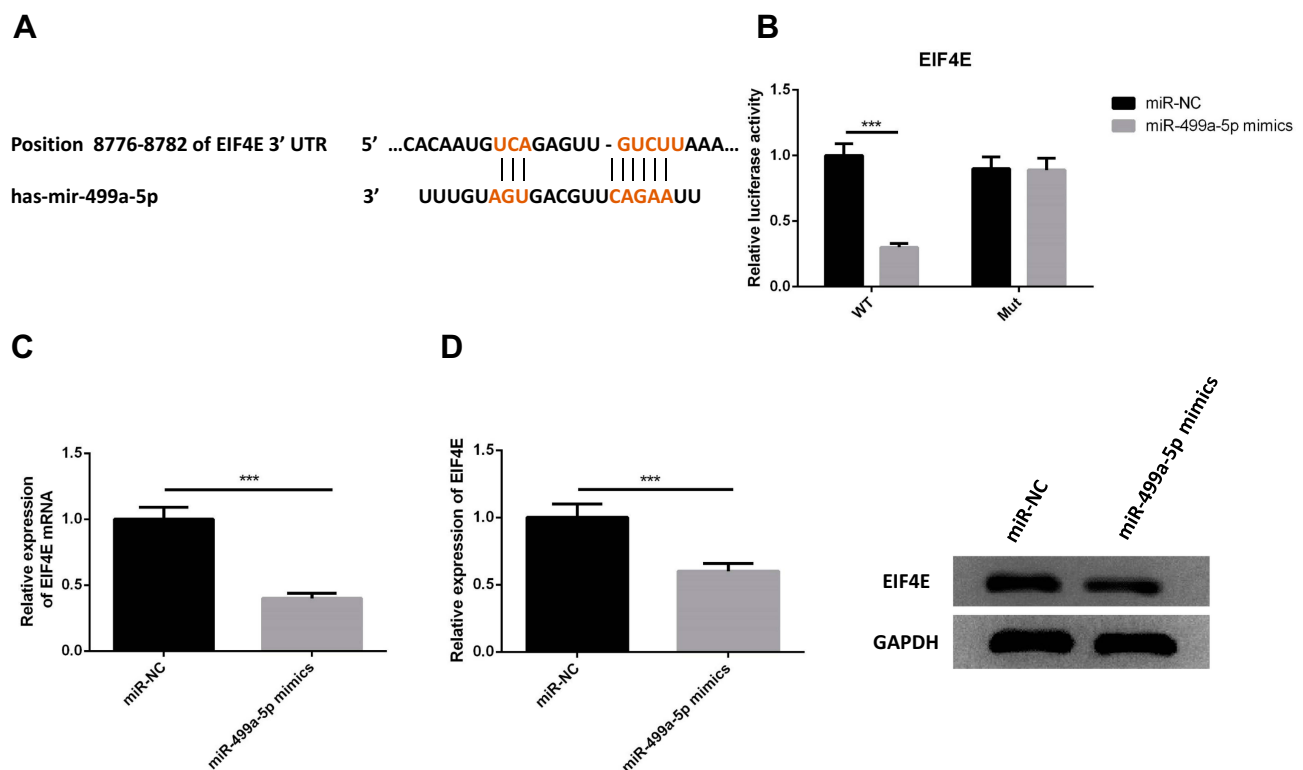 A
Position 8776-8782 of EIF4E 3’ UTR 5’ ...CACAAUGUCAGAGUU - GUCUUAAA...
has-mir-499a-5p 3’ UUUGUAGUGACGUUCAGAAUU
B
EIF4E
miR-NC
miR-499a-5p mimics
Relative luciferase activity
1.5
1.0
0.5
0.0
***
WT
Mut
C
Relative expression
of EIF4E mRNA
1.5
1.0
0.5
0.0
***
miR-NC
miR-499a-5p mimics
D
Relative expression of EIF4E
1.5
1.0
0.5
0.0
***
miR-NC
miR-499a-5p mimics
miR-NC
miR-499a-5p mimics
EIF4E
GAPDH